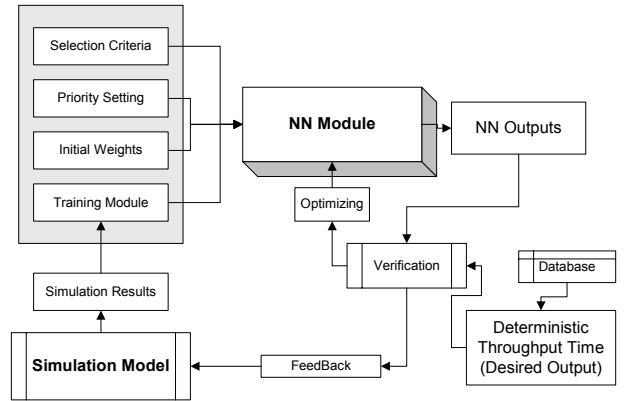 Selection Criteria
Priority Setting
NN Module
NN Outputs
Initial Weights
Training Module
Optimizing
Verification
Database
Simulation Results
Deterministic
Throughput Time
(Desired Output)
Simulation Model
FeedBack